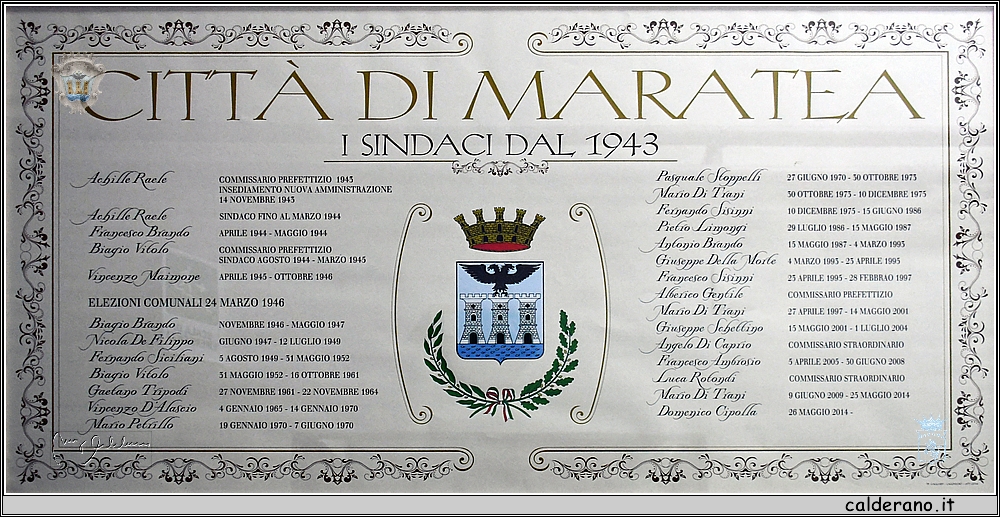 CITTÀ DI MARATEA
I SINDACI DAL 1943
Achille Raele COMMISSARIO PREFETTIZIO 1943
INSEDIAMENTO NUOVA AMMINISTRAZIONE
14 NOVEMBRE 1943
Achille Raele SINDACO FINO AL MARZO 1944
Francesco Brando APRILE 1944 - MAGGIO 1944
Biagio Vitolo COMMISSARIO PREFETTIZIO
SINDACO AGOSTO 1944 - MARZO 1945
Vincenzo Maimone APRILE 1945 - OTTOBRE 1946
ELEZIONI COMUNALI 24 MARZO 1946
Biagio Brando NOVEMBRE 1946 - MAGGIO 1947
Nicola De Filippo GIUGNO 1947 - 12 LUGLIO 1949
Fernando Siciliani 5 AGOSTO 1949 - 31 MAGGIO 1952
Biagio Vitolo 31 MAGGIO 1952 - 16 OTTOBRE 1961
Gaetano Tripodi 27 NOVEMBRE 1961 - 22 NOVEMBRE 1964
Vincenzo D'Alascio 4 GENNAIO 1965 - 14 GENNAIO 1970
Mario Petrillo 19 GENNAIO 1970 - 7 GIUGNO 1970
Pasquale Stoppelli 27 GIUGNO 1970 - 30 OTTOBRE 1973
Mario Di Trani 30 OTTOBRE 1973 - 10 DICEMBRE 1975
Fernando Sisinni 10 DICEMBRE 1975 - 15 GIUGNO 1986
Pietro Limongi 29 LUGLIO 1986 - 15 MAGGIO 1987
Antonio Brando 15 MAGGIO 1987 - 4 MARZO 1995
Giuseppe Della Morte 4 MARZO 1995 - 25 APRILE 1995
Francesco Sisinni 25 APRILE 1995 - 28 FEBBRAO 1997
Alberico Gentile COMMISSARIO PREFETTIZIO
Mario Di Trani 27 APRILE 1997 - 14 MAGGIO 2001
Giuseppe Schettino 15 MAGGIO 2001 - 1 LUGLIO 2004
Angelo Di Caprio COMMISSARIO STRAORDINARIO
Francesco Ambrosio 5 APRILE 2005 - 30 GIUGNO 2008
Luca Rotondi COMMISSARIO STRAORDINARIO
Mario Di Trani 9 GIUGNO 2009 - 25 MAGGIO 2014
Domenico Cipolla 26 MAGGIO 2014 -
calderano.it